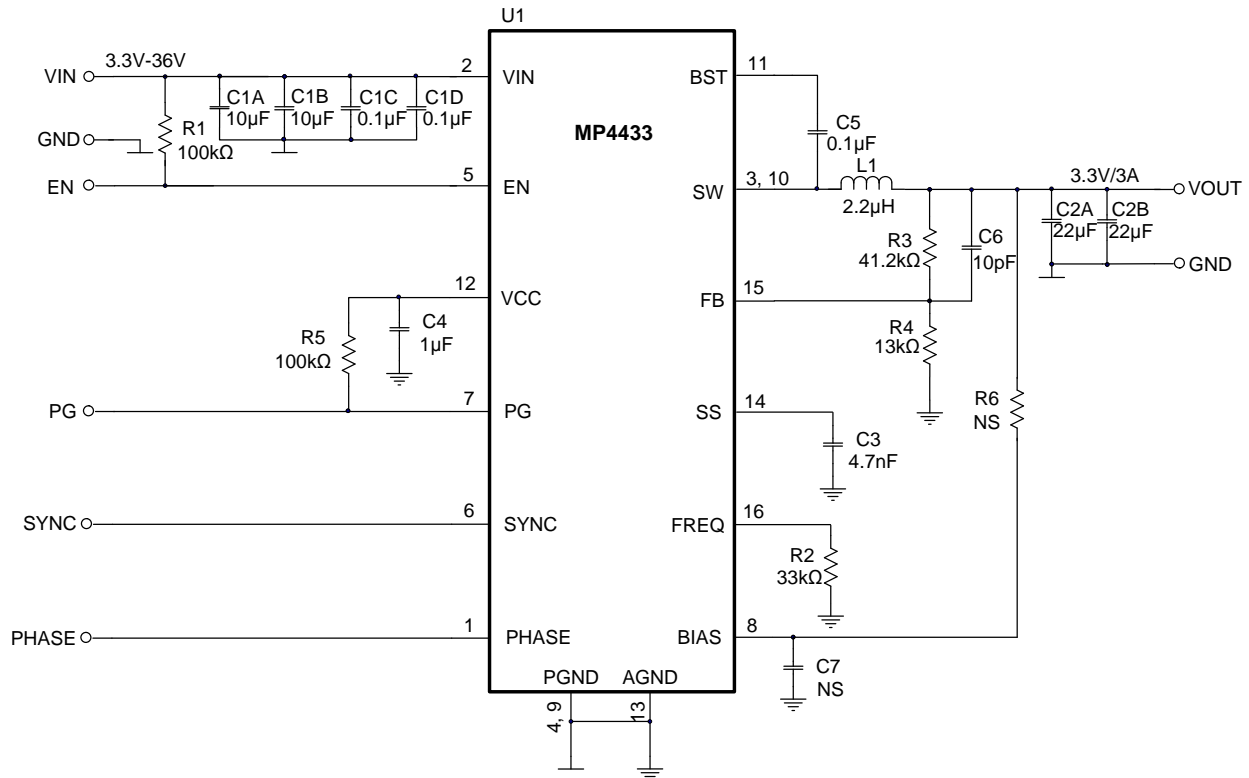 U1
MP4433
VIN
3.3V-36V
2
VIN
C1A
10µF
C1B
10µF
C1C
0.1µF
C1D
0.1µF
GND
R1
100kΩ
EN
5
EN
12
VCC
R5
100kΩ
C4
1µF
PG
7
PG
SYNC
6
SYNC
PHASE
1
PHASE
PGND
AGND
4, 9
13
BST
11
C5
0.1µF
SW
3, 10
L1
2.2µH
3.3V/3A
VOUT
C2A
22µF
C2B
22µF
GND
R3
41.2kΩ
C6
10pF
FB
15
R4
13kΩ
SS
14
C3
4.7nF
R6
NS
FREQ
16
R2
33kΩ
BIAS
8
C7
NS